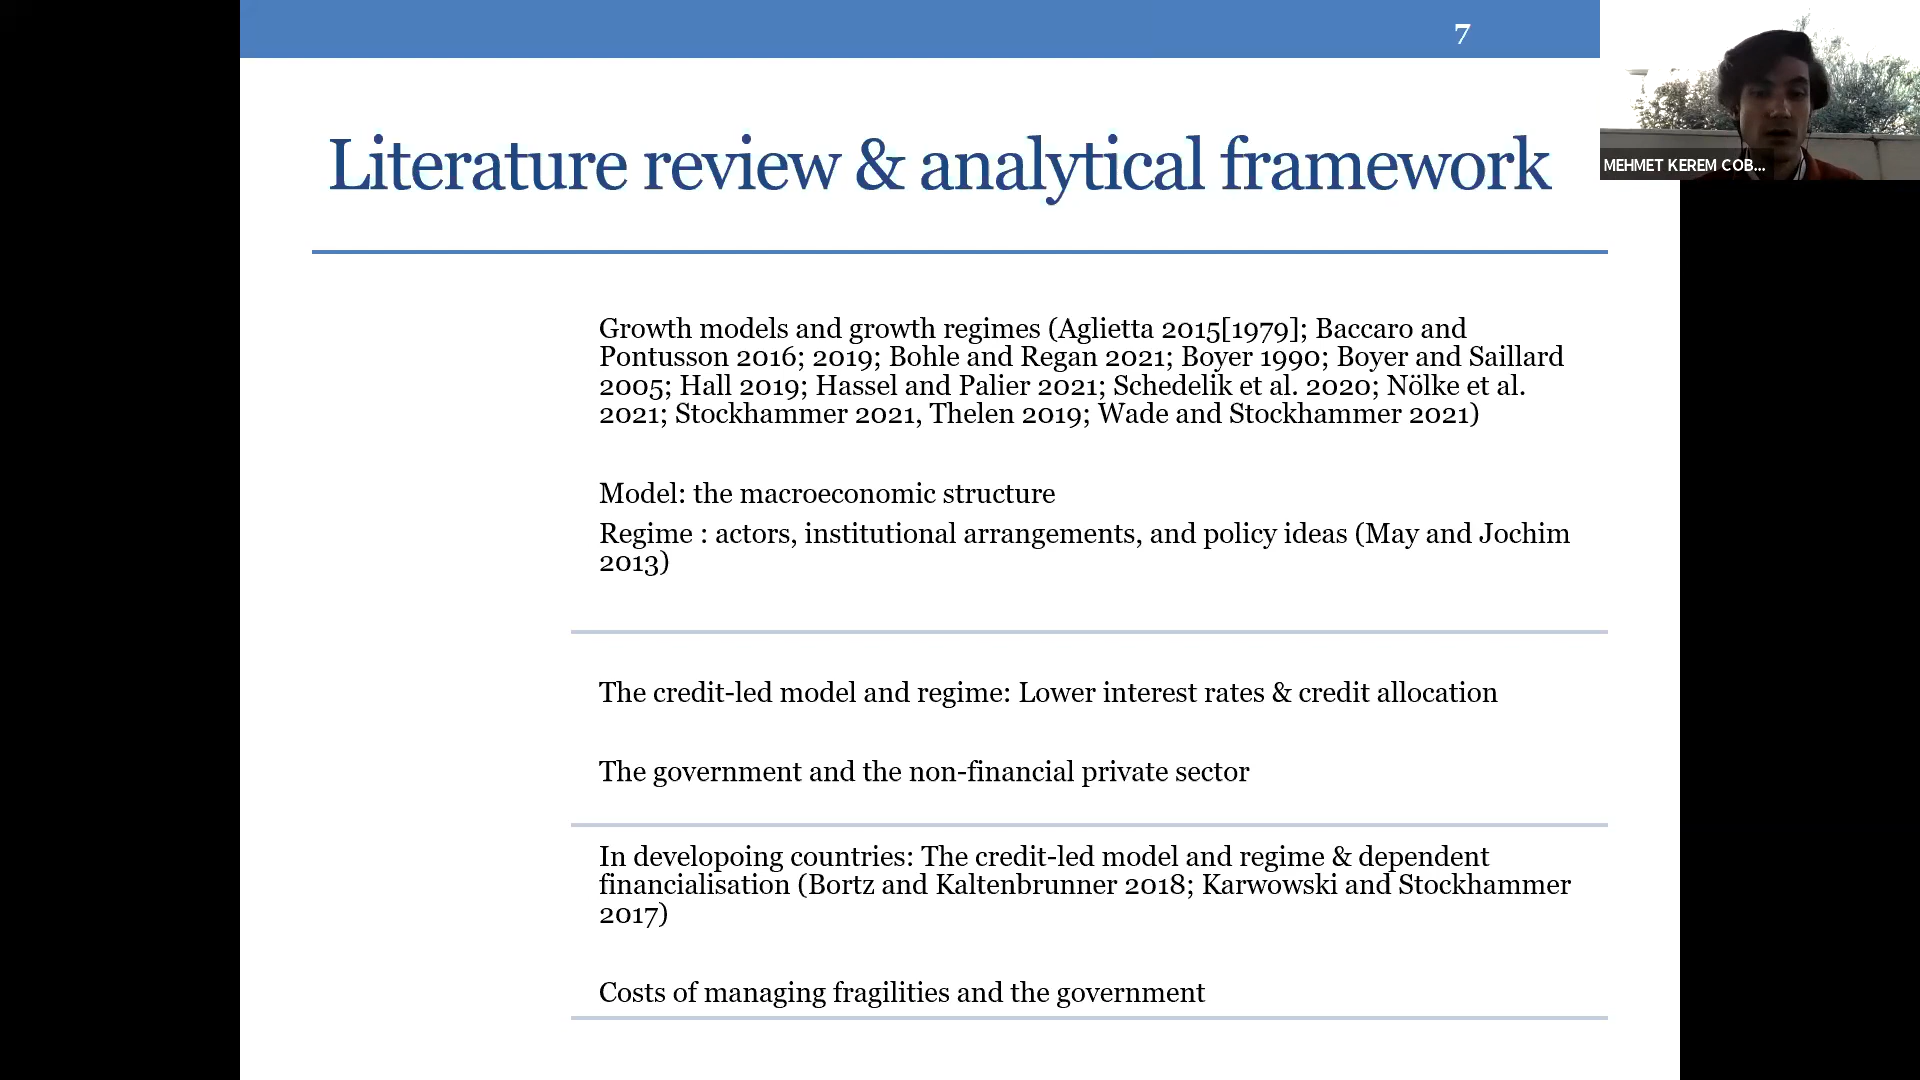 7
MEHMET KEREM COB...
Literature review & analytical framework
Growth models and growth regimes (Aglietta 2015[1979]; Baccaro and
Pontusson 2016; 2019; Bohle and Regan 2021; Boyer 1990; Boyer and Saillard
2005; Hall 2019; Hassel and Palier 2021; Schedelik et al. 2020; Nölke et al.
2021; Stockhammer 2021, Thelen 2019; Wade and Stockhammer 2021)
Model: the macroeconomic structure
Regime : actors, institutional arrangements, and policy ideas (May and Jochim
2013)
The credit-led model and regime: Lower interest rates & credit allocation
The government and the non-financial private sector
In developoing countries: The credit-led model and regime & dependent
financialisation (Bortz and Kaltenbrunner 2018; Karwowski and Stockhammer
2017)
Costs of managing fragilities and the government